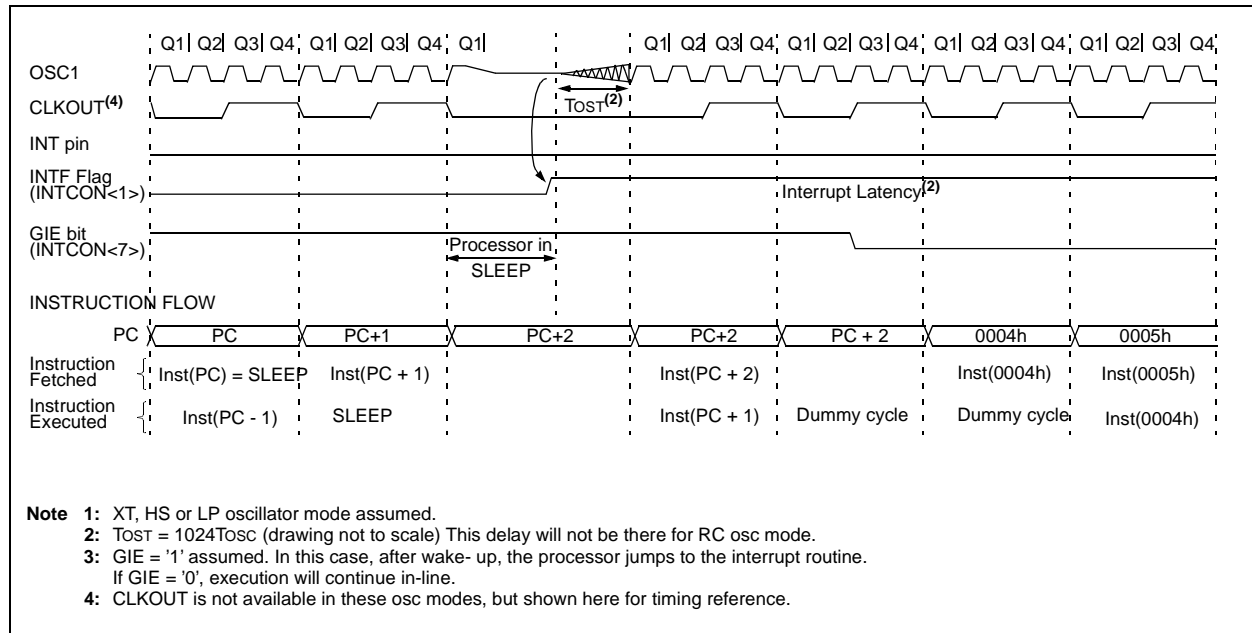 Q1| Q2| Q3| Q4 Q1| Q2| Q3| Q4 Q1| Q1| Q2| Q3| Q4 Q1| Q2| Q3| Q4 Q1| Q2| Q3| Q4 Q1| Q2| Q3| Q4
OSC1
CLKOUT(4)
TOST(2)
INT pin
INTF Flag
(INTCON<1>)
Interrupt Latency(2)
GIE bit
(INTCON<7>)
Processor in
SLEEP
INSTRUCTION FLOW
PC PC PC+1 PC+2 PC+2 PC + 2 0004h 0005h
Instruction
Fetched
Inst(PC) = SLEEP Inst(PC + 1) Inst(PC + 2) Inst(0004h) Inst(0005h)
Instruction
Executed
Inst(PC - 1) SLEEP Inst(PC + 1) Dummy cycle Dummy cycle Inst(0004h)
Note 1: XT, HS or LP oscillator mode assumed.
2: TOST = 1024TOSC (drawing not to scale) This delay will not be there for RC osc mode.
3: GIE = '1' assumed. In this case, after wake- up, the processor jumps to the interrupt routine.
If GIE = '0', execution will continue in-line.
4: CLKOUT is not available in these osc modes, but shown here for timing reference.